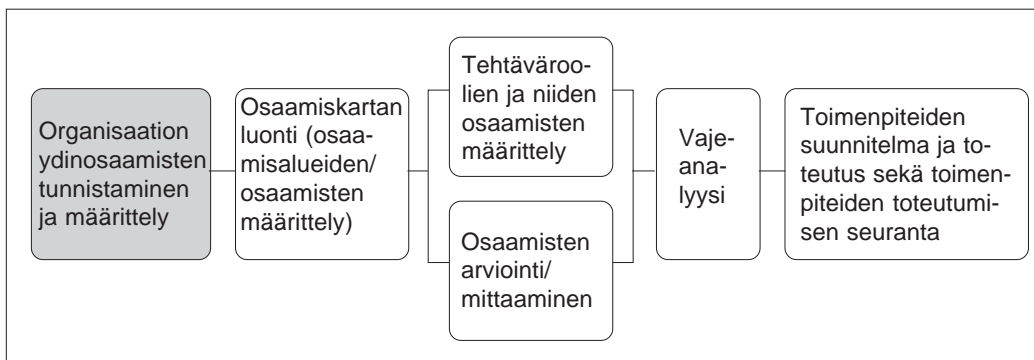 Organisaation
ydinosaamisten
tunnistaminen
ja määrittely
Osaamiskartan
luonti (osaa-
misalueiden/
osaamisten
määrittely)
Tehtäväroo-
lien ja niiden
osaamisten
määrittely
Osaamisten
arviointi/
mittaaminen
Vaje-
ana-
lyysi
Toimenpiteiden
suunnitelma ja to-
teutus sekä toimen-
piteiden toteutumi-
sen seuranta